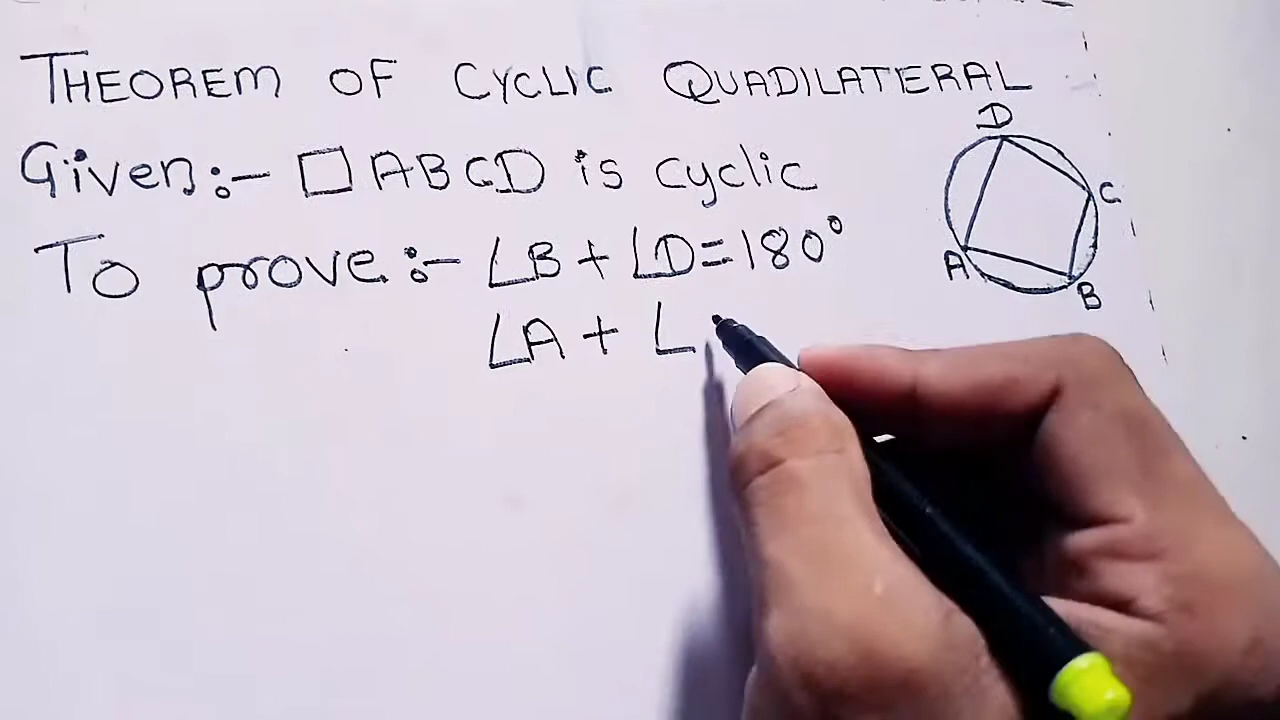 THEOREM OF CYCLIC QUADILATERAL
Given:- □ABCD is cyclic
To prove:- ∠B + ∠D = 180°
∠A + ∠
D
C
A
B